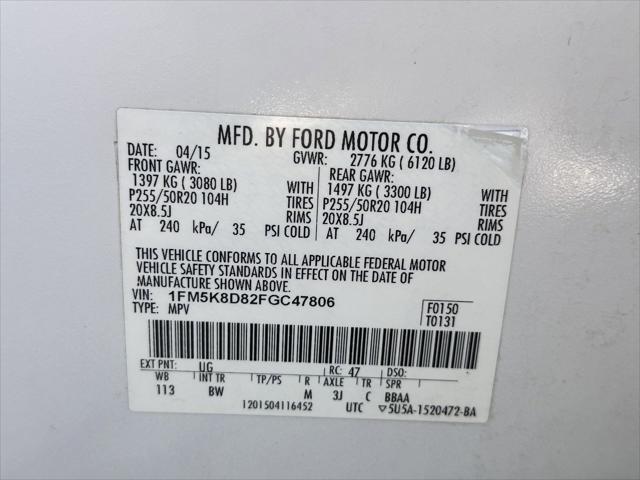 MFD. BY FORD MOTOR CO.
DATE: 04/15 GVWR: 2776 KG ( 6120 LB)
FRONT GAWR: REAR GAWR:
1397 KG ( 3080 LB) WITH 1497 KG ( 3300 LB) WITH
P255/50R20 104H TIRES P255/50R20 104H TIRES
20X8.5J RIMS 20X8.5J RIMS
AT 240 kPa/ 35 PSI COLD AT 240 kPa/ 35 PSI COLD
THIS VEHICLE CONFORMS TO ALL APPLICABLE FEDERAL MOTOR
VEHICLE SAFETY STANDARDS IN EFFECT ON THE DATE OF
MANUFACTURE SHOWN ABOVE.
VIN: 1FM5K8D82FGC47806 F0150
TYPE: MPV T0131
EXT PNT: UG RC: 47 DSO:
WB INT TR TP/PS R AXLE TR SPR
113 BW M 3J C BBAA
1201504116452 UTC ▽5U5A-1520472-BA